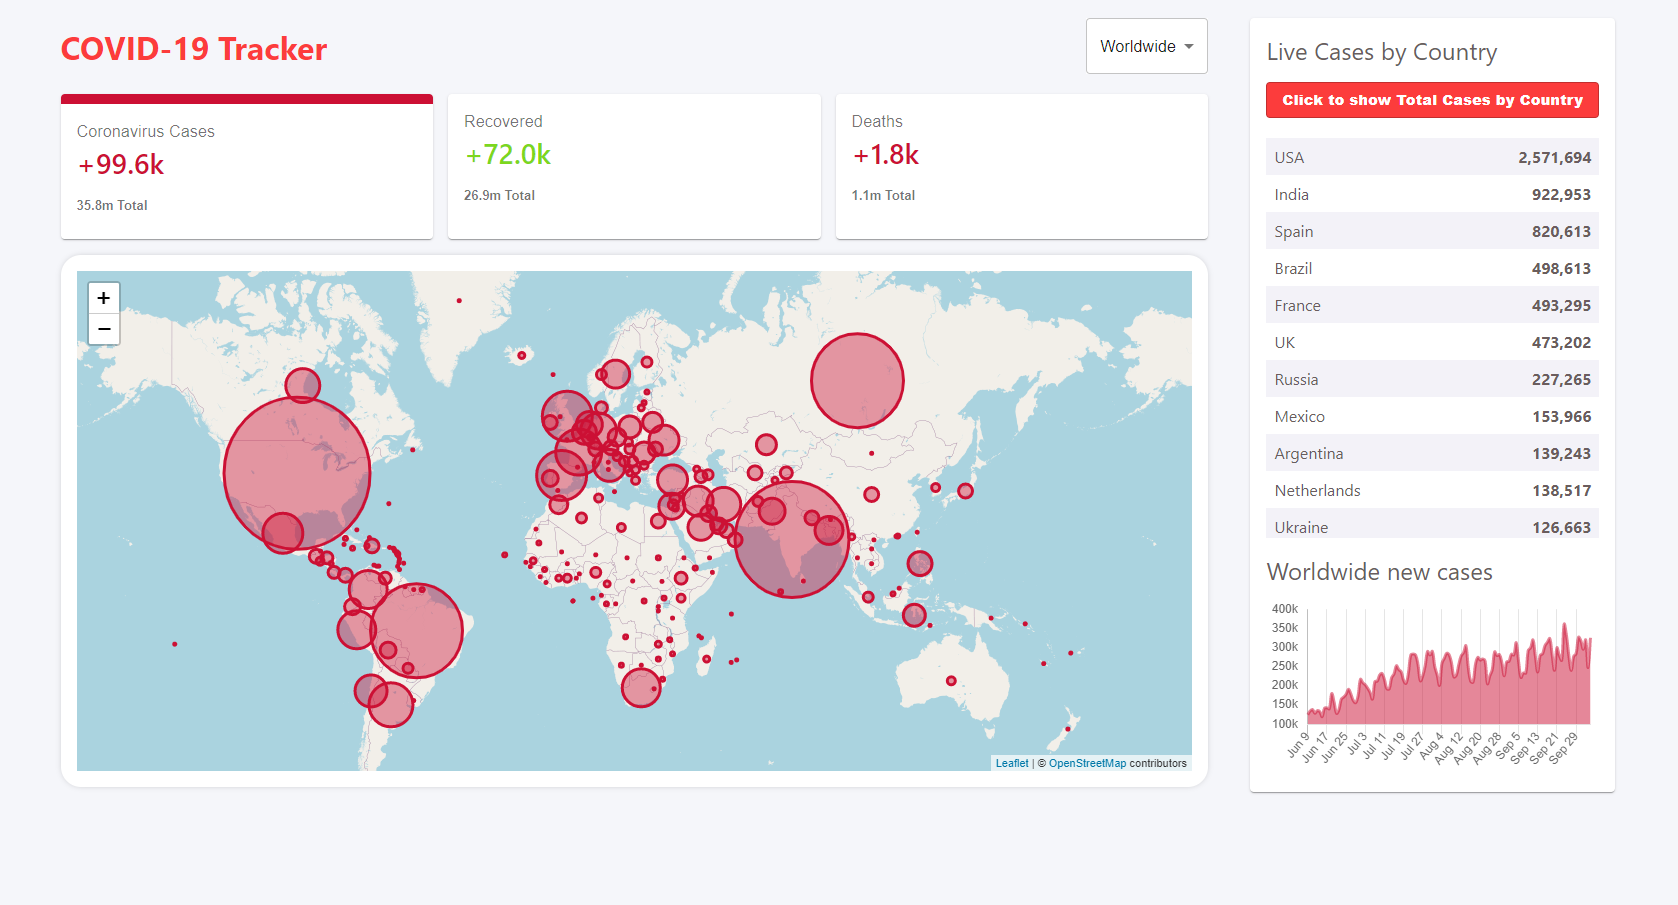 COVID-19 Tracker
Worldwide
Coronavirus Cases
+99.6k
35.8m Total
Recovered
+72.0k
26.9m Total
Deaths
+1.8k
1.1m Total
+
−
Leaflet | © OpenStreetMap contributors
Live Cases by Country
Click to show Total Cases by Country
USA 2,571,694
India 922,953
Spain 820,613
Brazil 498,613
France 493,295
UK 473,202
Russia 227,265
Mexico 153,966
Argentina 139,243
Netherlands 138,517
Ukraine 126,663
Worldwide new cases
400k
350k
300k
250k
200k
150k
100k
Jun 9
Jun 17
Jun 25
Jul 3
Jul 11
Jul 19
Jul 27
Aug 4
Aug 12
Aug 20
Aug 28
Sep 5
Sep 13
Sep 21
Sep 29